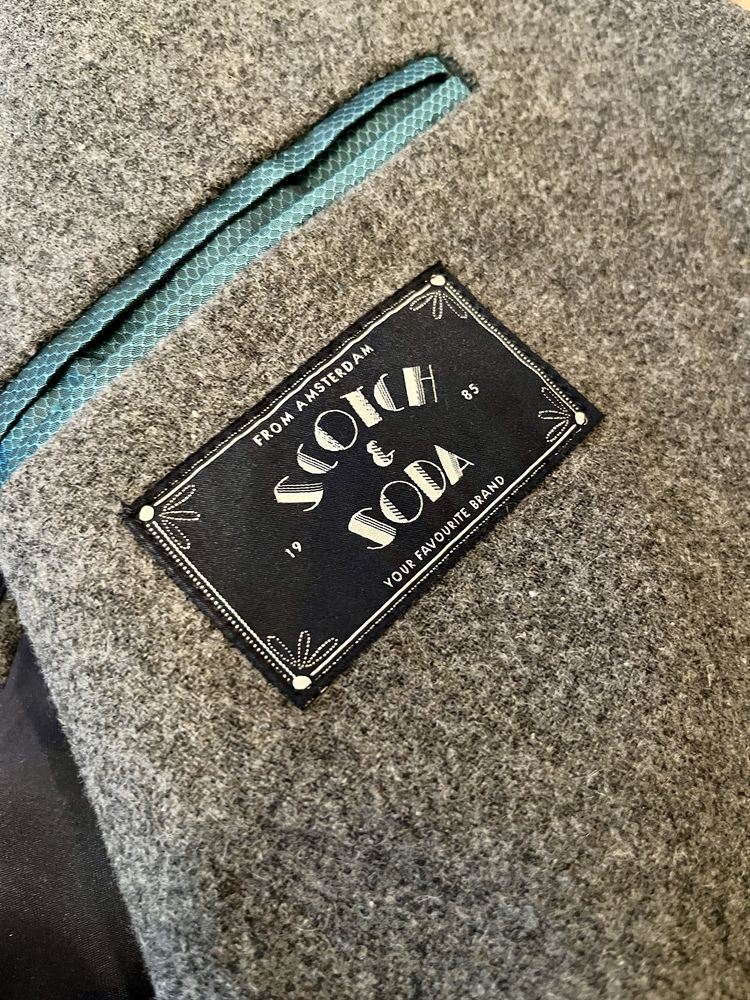 FROM AMSTERDAM
SCOTCH
&
SODA
19 85
YOUR FAVOURITE BRAND